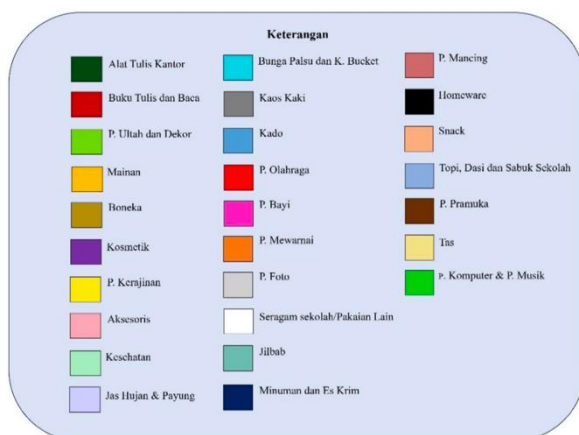 Keterangan
Alat Tulis Kantor
Buku Tulis dan Baca
P. Ultah dan Dekor
Mainan
Boneka
Kosmetik
P. Kerajinan
Aksesoris
Kesehatan
Jas Hujan & Payung
Bunga Palsu dan K. Bucket
Kaos Kaki
Kado
P. Olahraga
P. Bayi
P. Mewarnai
P. Foto
Seragam sekolah/Pakaian Lain
Jilbab
Minuman dan Es Krim
P. Mancing
Homeware
Snack
Topi, Dasi dan Sabuk Sekolah
P. Pramuka
Tas
P. Komputer & P. Musik